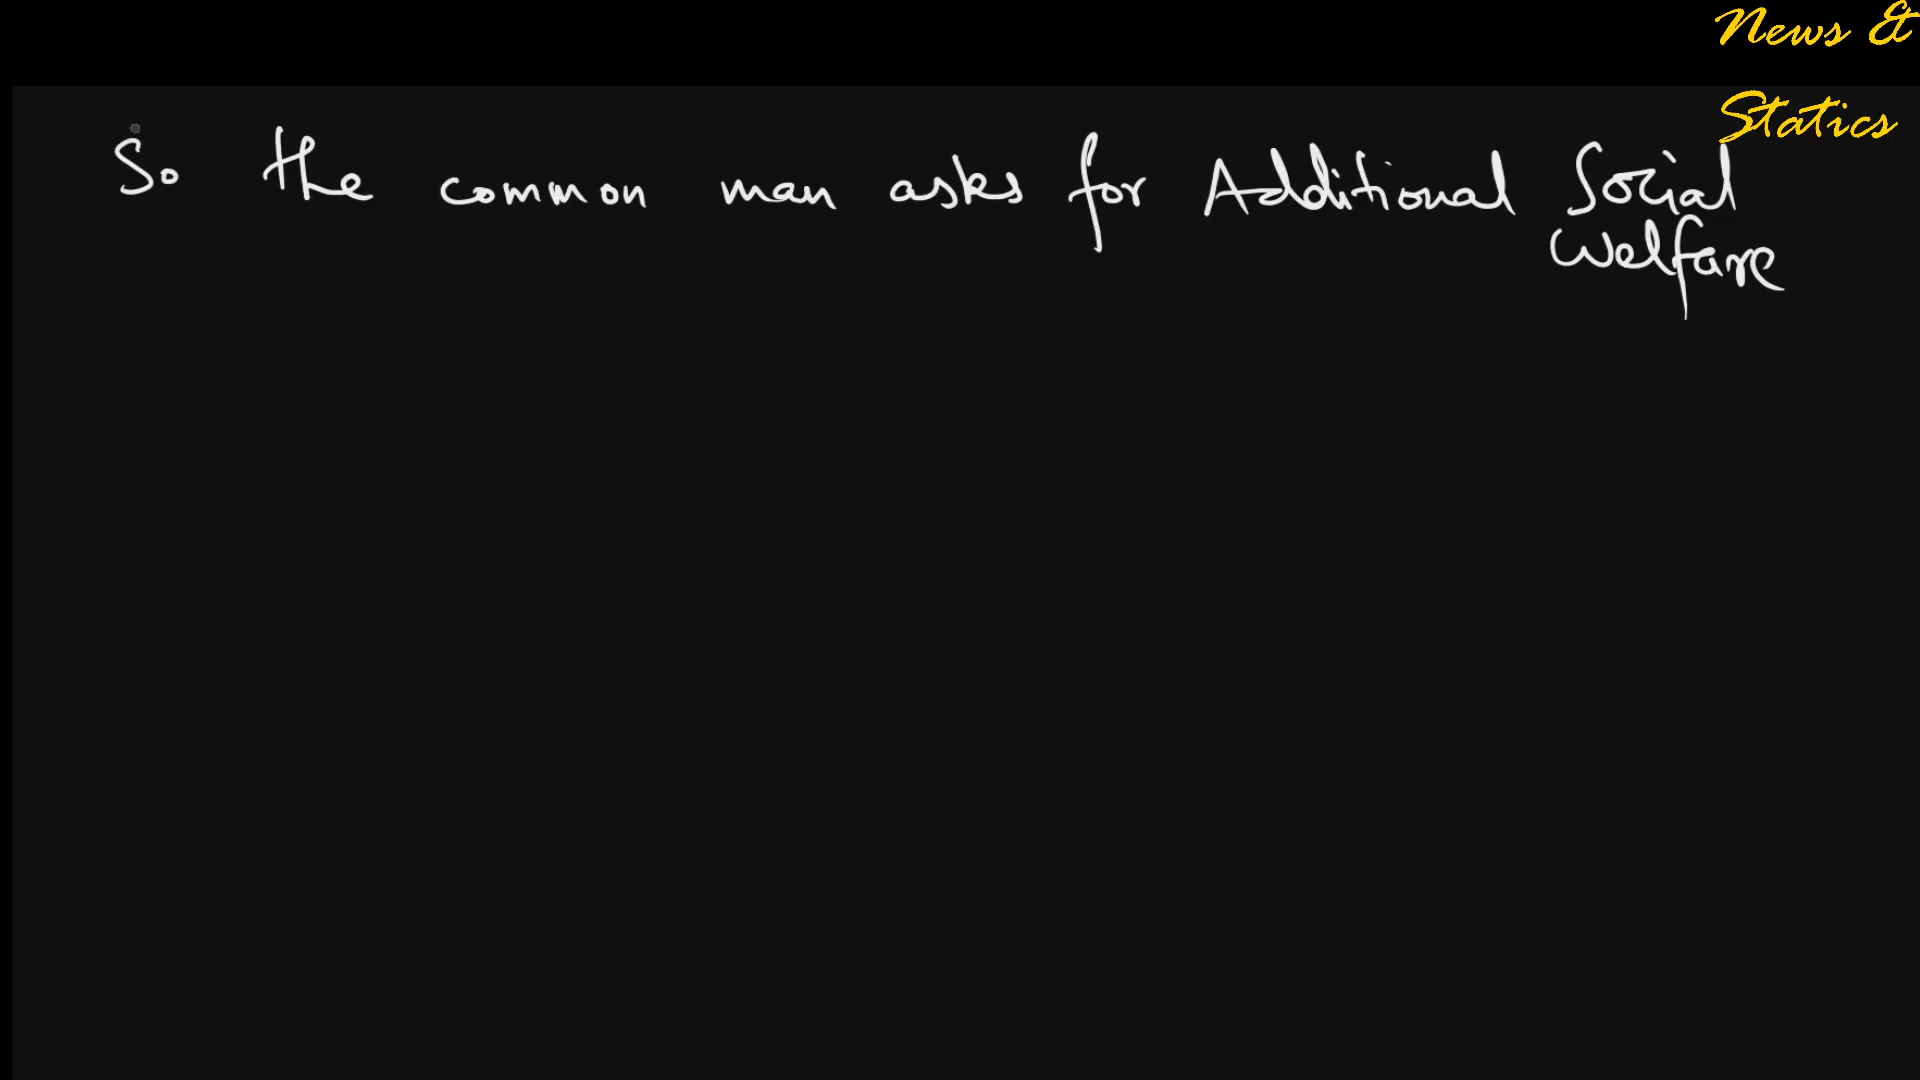 News &
Statics
So the common man asks for Additional Social
Welfare